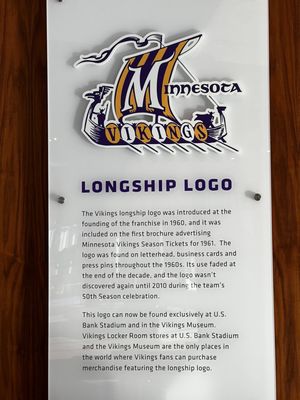 MINNESOTA
VIKINGS
LONGSHIP LOGO
The Vikings longship logo was introduced at the
founding of the franchise in 1960, and it was
included on the first brochure advertising
Minnesota Vikings Season Tickets for 1961. The
logo was found on letterhead, business cards and
press pins throughout the 1960s. Its use faded at
the end of the decade, and the logo wasn't
discovered again until 2010 during the team's
50th Season celebration.
This logo can now be found exclusively at U.S.
Bank Stadium and in the Vikings Museum.
Vikings Locker Room stores at U.S. Bank Stadium
and the Vikings Museum are the only places in
the world where Vikings fans can purchase
merchandise featuring the longship logo.